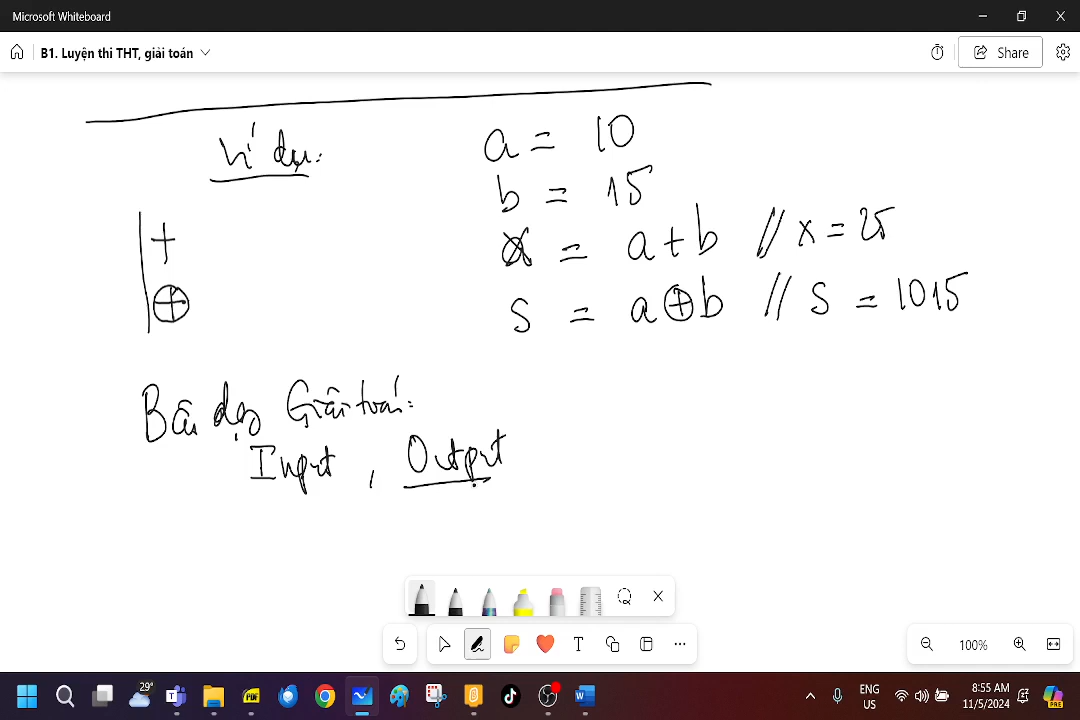 Microsoft Whiteboard
B1. Luyện thi THT, giải toán
Share
Ví dụ:
a = 10
b = 15
+
x = a + b // x = 25
⊕
s = a ⊕ b // s = 1015
Bài dạy Giải toán:
Input, Output
T
100%
29°
ENG
US
8:55 AM
11/5/2024
PRE